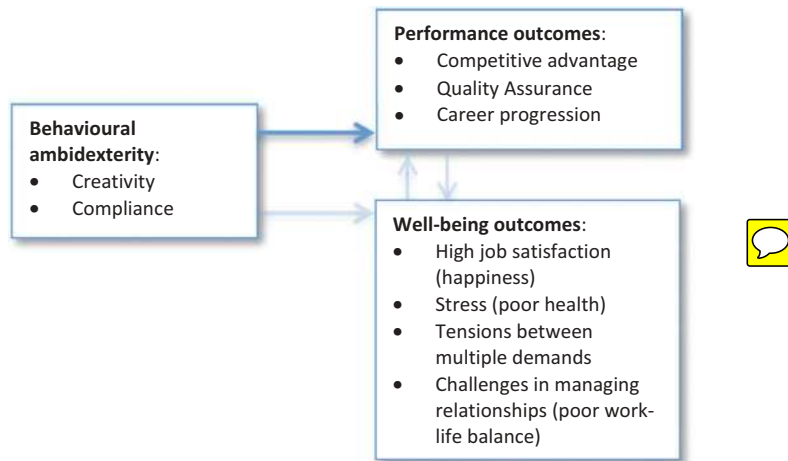 Behavioural
ambidexterity:
• Creativity
• Compliance
Performance outcomes:
• Competitive advantage
• Quality Assurance
• Career progression
Well-being outcomes:
• High job satisfaction
(happiness)
• Stress (poor health)
• Tensions between
multiple demands
• Challenges in managing
relationships (poor work-
life balance)